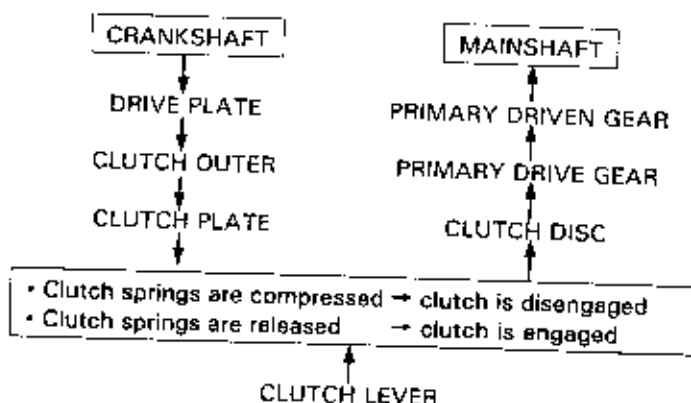 CRANKSHAFT
DRIVE PLATE
CLUTCH OUTER
CLUTCH PLATE
MAINSHAFT
PRIMARY DRIVEN GEAR
PRIMARY DRIVE GEAR
CLUTCH DISC
• Clutch springs are compressed → clutch is disengaged
• Clutch springs are released → clutch is engaged
CLUTCH LEVER